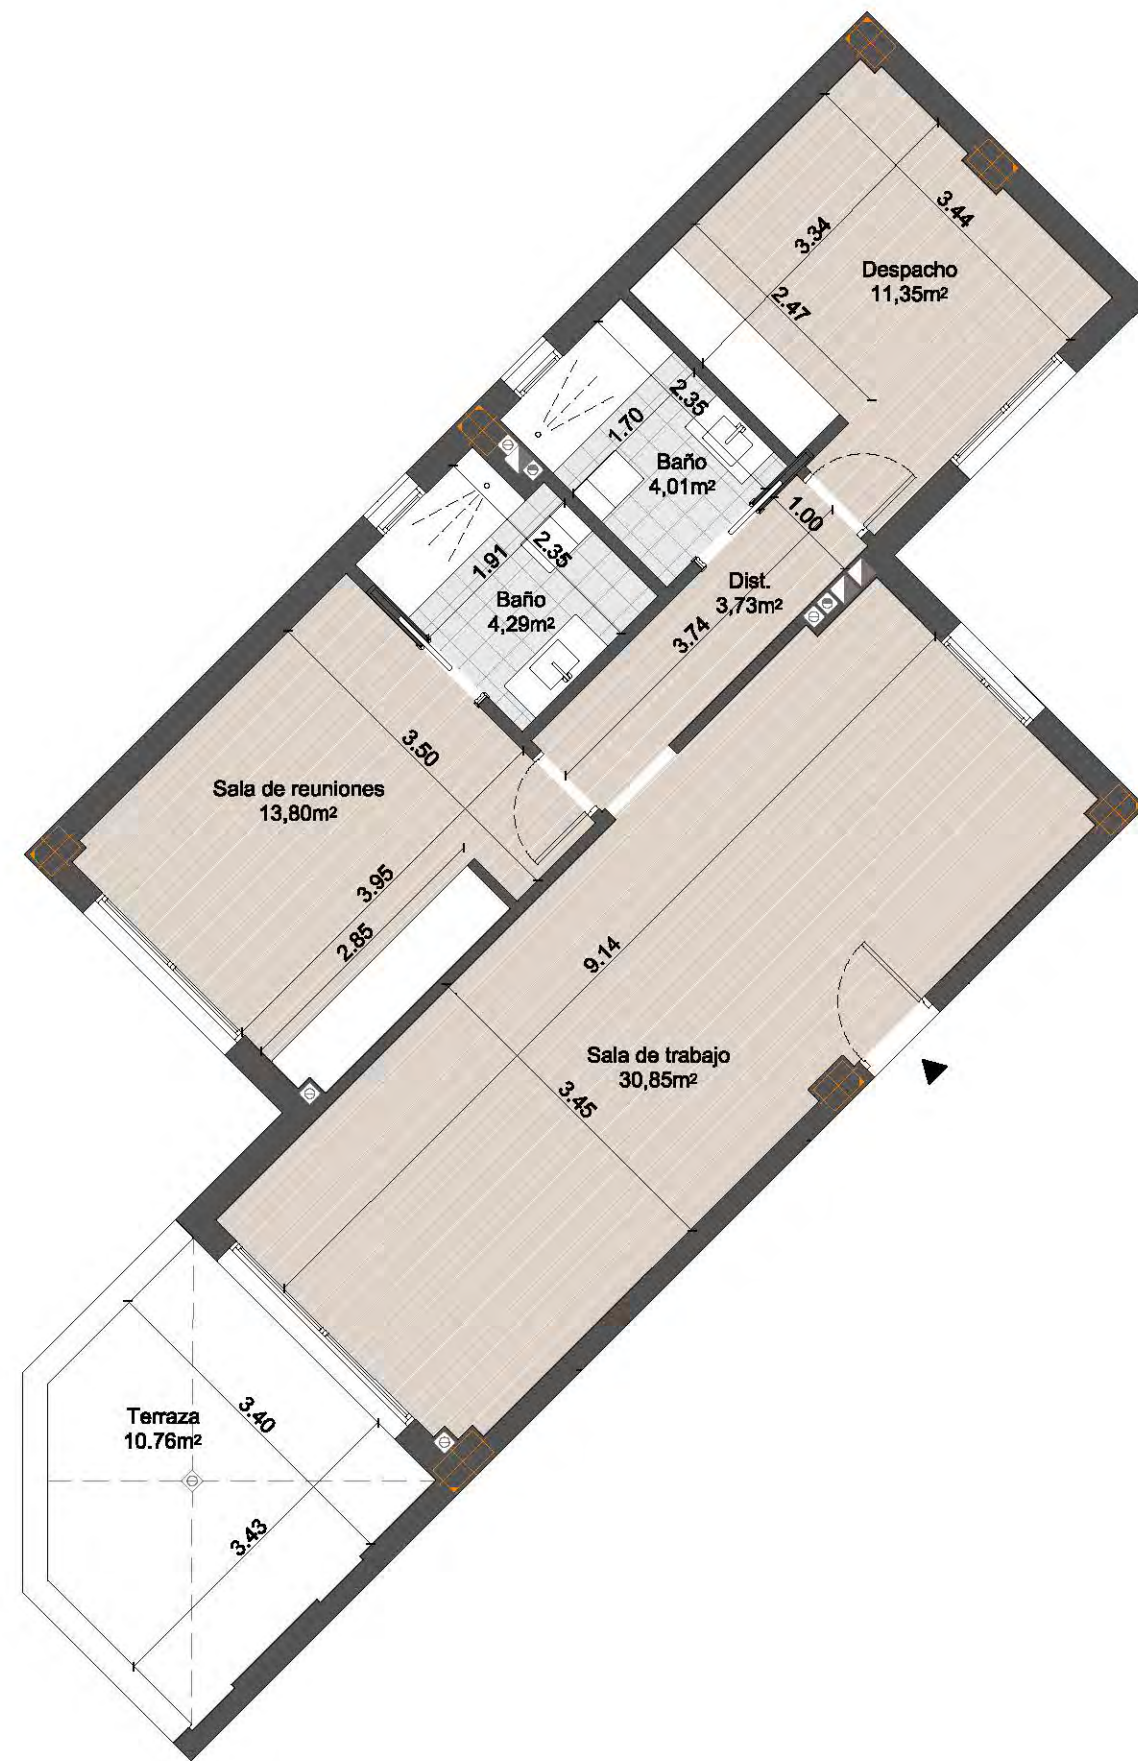 3.44
3.34
Despacho
11,35m²
2.47
2.35
1.70
Baño
4,01m²
1.00
2.35
1.91
Baño
4,29m²
Dist.
3,73m²
3.74
3.50
Sala de reuniones
13,80m²
3.95
2.85
9.14
Sala de trabajo
30,85m²
3.45
Terraza
10.76m²
3.40
3.43